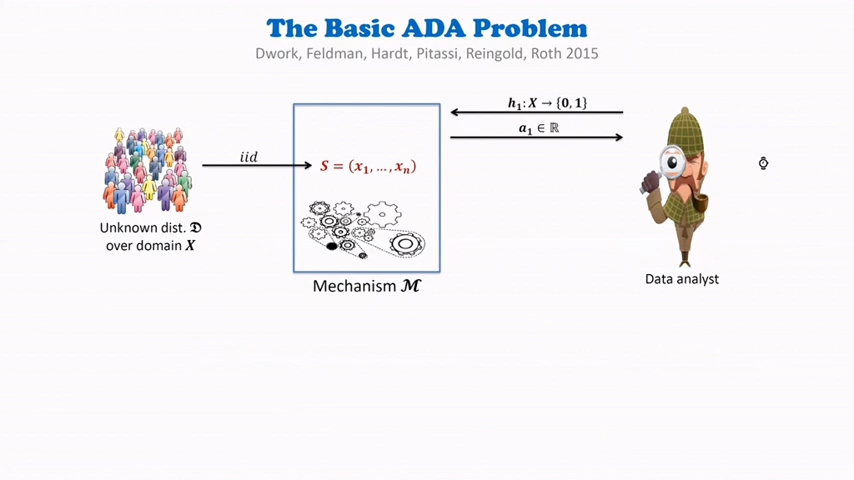 The Basic ADA Problem
Dwork, Feldman, Hardt, Pitassi, Reingold, Roth 2015
h₁: X → {0, 1}
a₁ ∈ ℝ
iid
S = (x₁, ..., xₙ)
Unknown dist. 𝕯
over domain X
Mechanism 𝓜
Data analyst